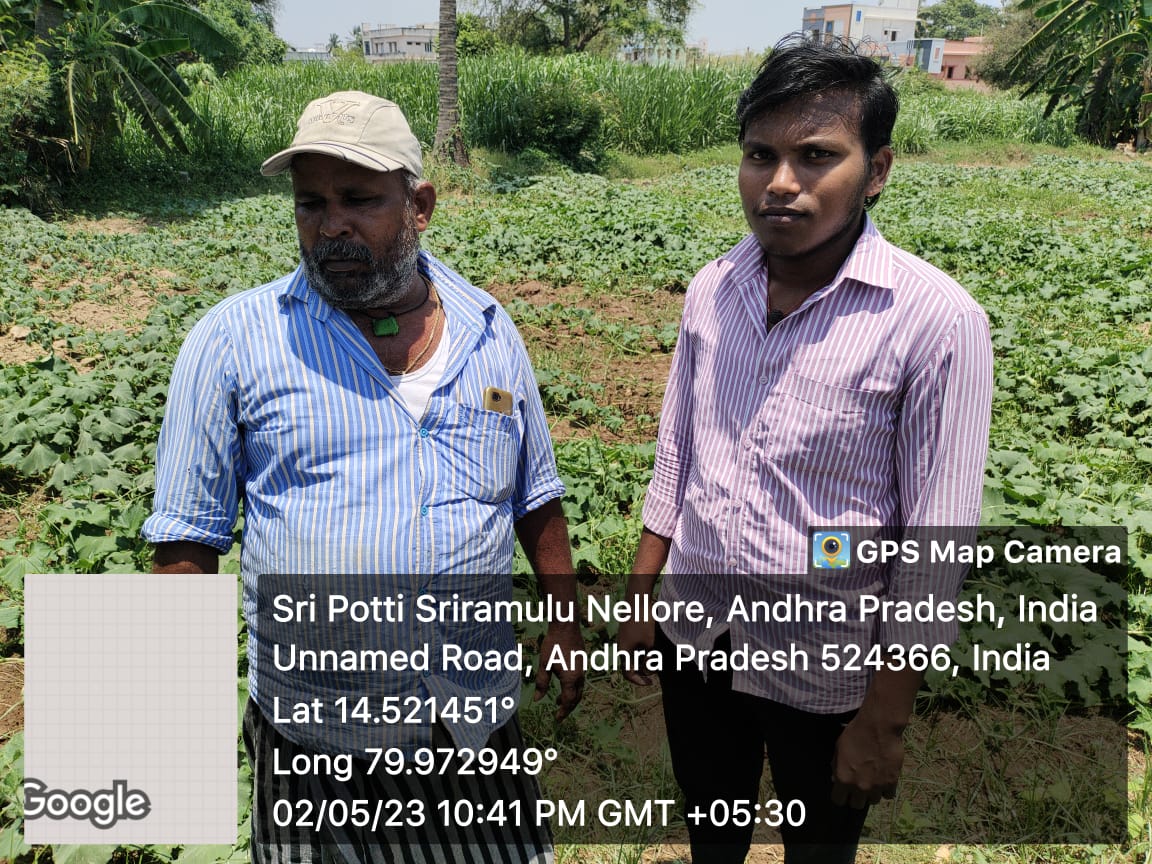 GPS Map Camera
Sri Potti Sriramulu Nellore, Andhra Pradesh, India
Unnamed Road, Andhra Pradesh 524366, India
Lat 14.521451°
Long 79.972949°
02/05/23 10:41 PM GMT +05:30
Google